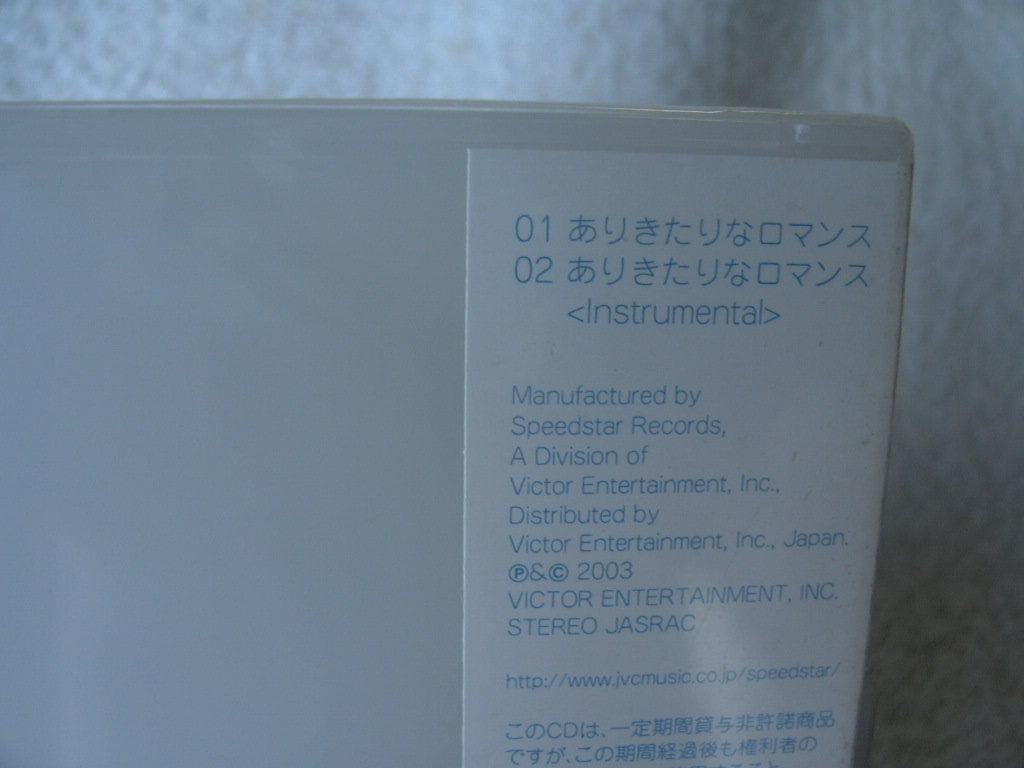 01 ありきたりなロマンス
02 ありきたりなロマンス
<Instrumental>
Manufactured by
Speedstar Records,
A Division of
Victor Entertainment, Inc.,
Distributed by
Victor Entertainment, Inc., Japan.
Ⓟ&© 2003
VICTOR ENTERTAINMENT, INC.
STEREO JASRAC
http://www.jvcmusic.co.jp/speedstar/
このCDは、一定期間貸与非許諾商品
ですが、この期間経過後も権利者の